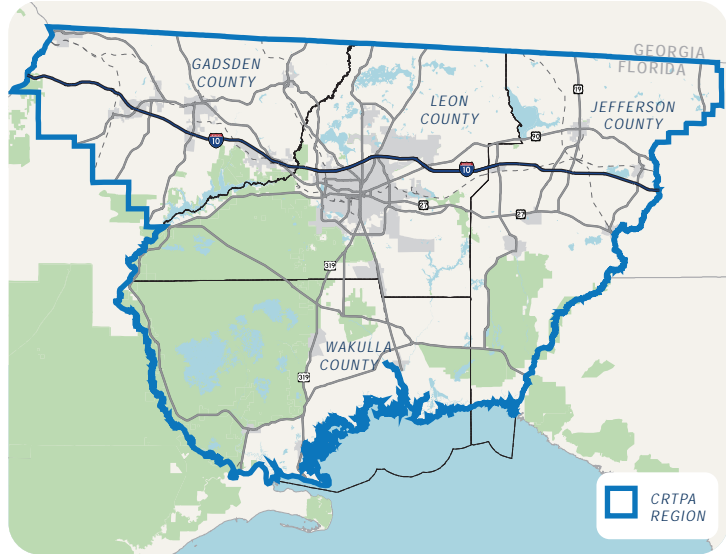 GEORGIA
FLORIDA
GADSDEN
COUNTY
LEON
COUNTY
JEFFERSON
COUNTY
19
90
10
10
27
27
319
WAKULLA
COUNTY
319
CRTPA
REGION